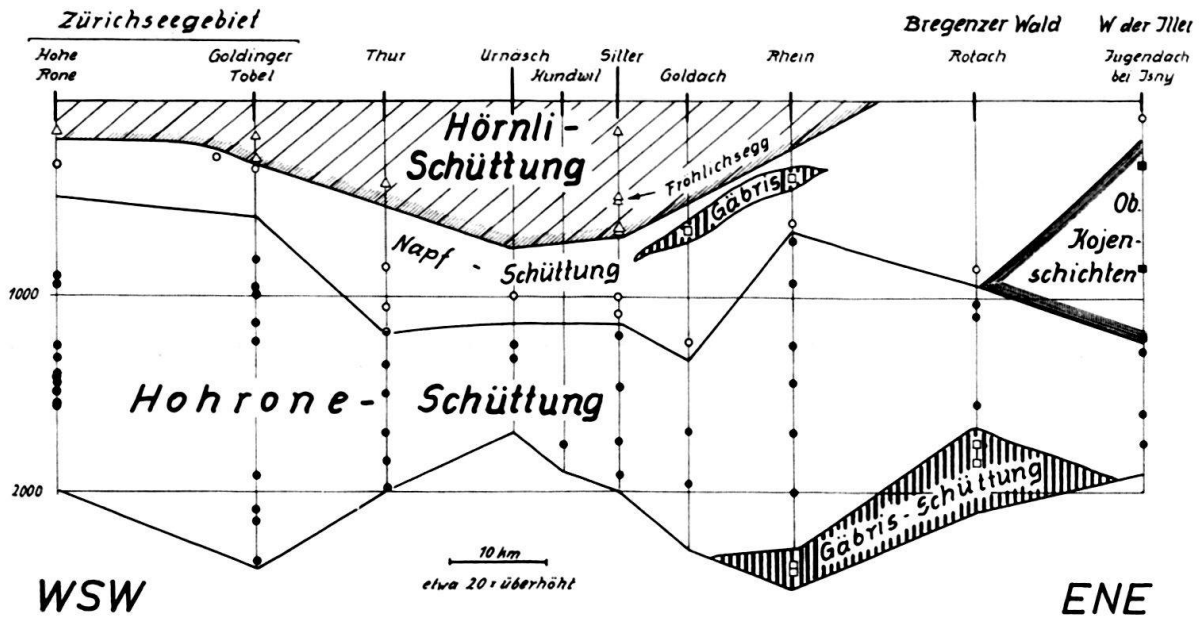 Zürichseegebiet
Bregenzer Wald
W der Iller
Hohe
Rone
Goldinger
Tobel
Thur
Urnäsch
Hundwil
Sitter
Goldach
Rhein
Rotach
Jugendach
bei Isny
Hörnli-
Schüttung
Fröhlichsegg
Gäbris
Napf - Schüttung
Ob.
Kojen-
schichten
1000
Hohrone - Schüttung
2000
Gäbris-Schüttung
10 km
etwa 20x überhöht
WSW
ENE